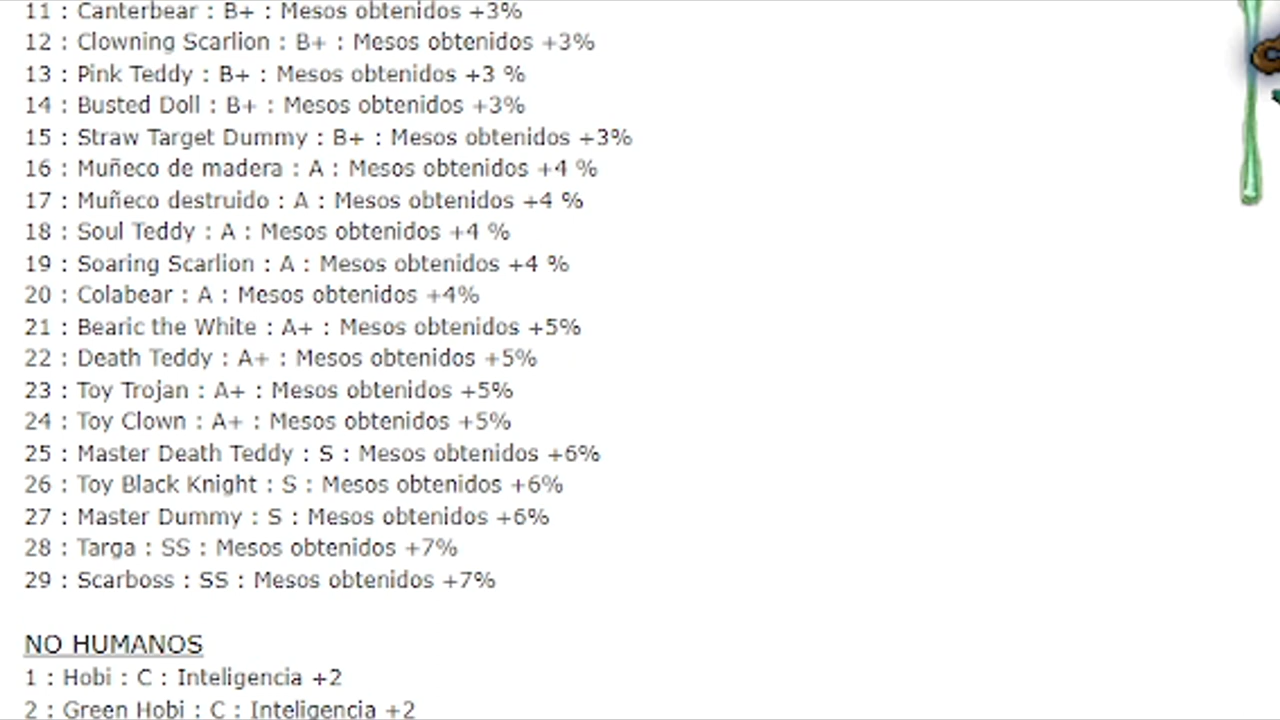 11 : Canterbear : B+ : Mesos obtenidos +3%
12 : Clowning Scarlion : B+ : Mesos obtenidos +3%
13 : Pink Teddy : B+ : Mesos obtenidos +3 %
14 : Busted Doll : B+ : Mesos obtenidos +3%
15 : Straw Target Dummy : B+ : Mesos obtenidos +3%
16 : Muñeco de madera : A : Mesos obtenidos +4 %
17 : Muñeco destruido : A : Mesos obtenidos +4 %
18 : Soul Teddy : A : Mesos obtenidos +4 %
19 : Soaring Scarlion : A : Mesos obtenidos +4 %
20 : Colabear : A : Mesos obtenidos +4%
21 : Bearic the White : A+ : Mesos obtenidos +5%
22 : Death Teddy : A+ : Mesos obtenidos +5%
23 : Toy Trojan : A+ : Mesos obtenidos +5%
24 : Toy Clown : A+ : Mesos obtenidos +5%
25 : Master Death Teddy : S : Mesos obtenidos +6%
26 : Toy Black Knight : S : Mesos obtenidos +6%
27 : Master Dummy : S : Mesos obtenidos +6%
28 : Targa : SS : Mesos obtenidos +7%
29 : Scarboss : SS : Mesos obtenidos +7%
NO HUMANOS
1 : Hobi : C : Inteligencia +2
2 : Green Hobi : C : Inteligencia +2